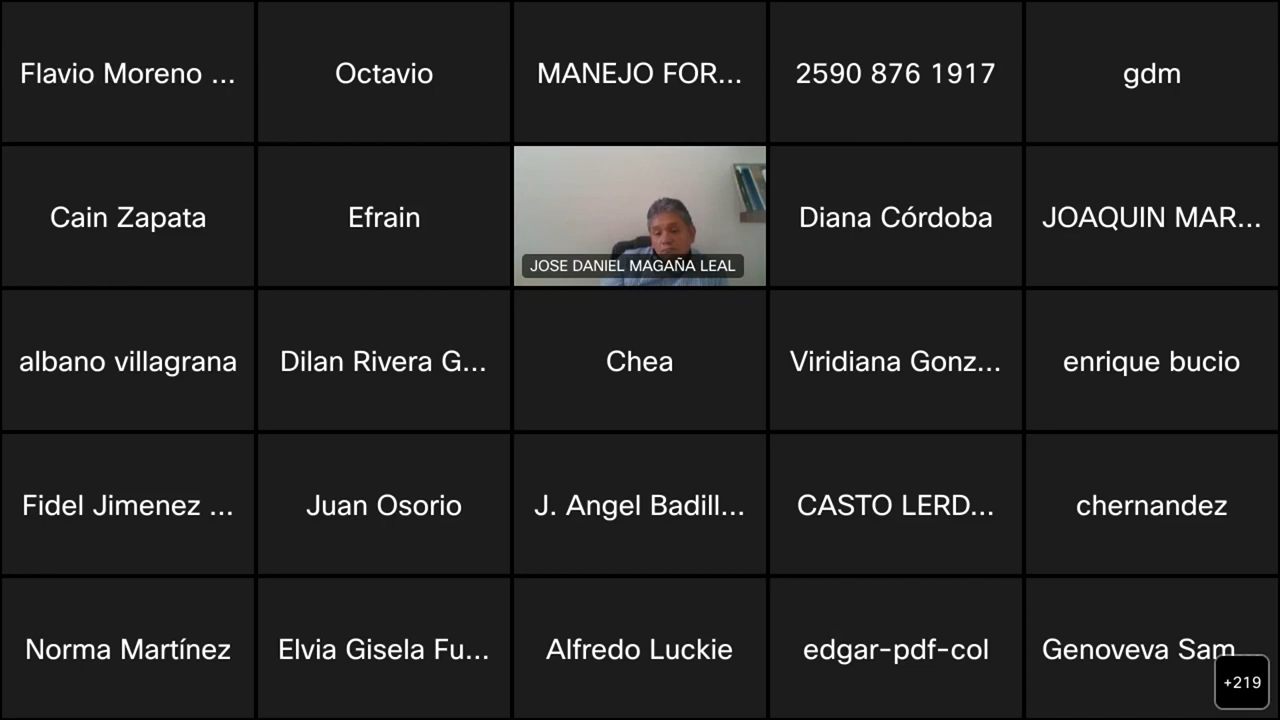 Flavio Moreno ...
Octavio
MANEJO FOR...
2590 876 1917
gdm
Cain Zapata
Efrain
JOSE DANIEL MAGAÑA LEAL
Diana Córdoba
JOAQUIN MAR...
albano villagrana
Dilan Rivera G...
Chea
Viridiana Gonz...
enrique bucio
Fidel Jimenez ...
Juan Osorio
J. Angel Badill...
CASTO LERD...
chernandez
Norma Martínez
Elvia Gisela Fu...
Alfredo Luckie
edgar-pdf-col
Genoveva Sam...
+219